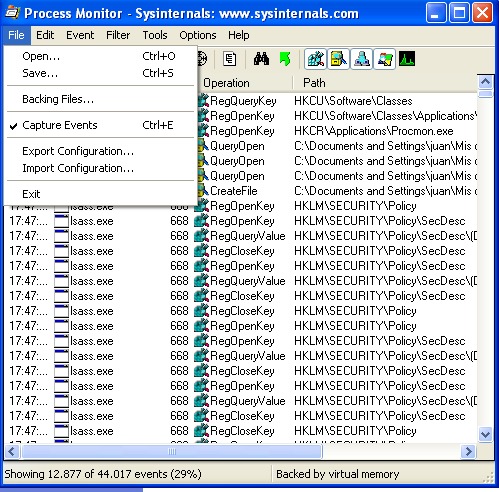 Process Monitor - Sysinternals: www.sysinternals.com
File Edit Event Filter Tools Options Help
Open... Ctrl+O
Save... Ctrl+S
Backing Files...
Capture Events Ctrl+E
Export Configuration...
Import Configuration...
Exit
Operation Path
RegQueryKey HKCU\Software\Classes
RegOpenKey HKCU\Software\Classes\Applications\
RegOpenKey HKCR\Applications\Procmon.exe
QueryOpen C:\Documents and Settings\juan\Mis
QueryOpen C:\Documents and Settings\juan\Mis
QueryOpen C:\Documents and Settings\juan\Mis
CreateFile C:\Documents and Settings\juan\Mis
17:47:... lsass.exe 668 RegOpenKey HKLM\SECURITY\Policy
17:47:... lsass.exe 668 RegOpenKey HKLM\SECURITY\Policy\SecDesc
17:47:... lsass.exe 668 RegQueryValue HKLM\SECURITY\Policy\SecDesc\(D
17:47:... lsass.exe 668 RegCloseKey HKLM\SECURITY\Policy\SecDesc
17:47:... lsass.exe 668 RegOpenKey HKLM\SECURITY\Policy\SecDesc
17:47:... lsass.exe 668 RegQueryValue HKLM\SECURITY\Policy\SecDesc\(D
17:47:... lsass.exe 668 RegCloseKey HKLM\SECURITY\Policy\SecDesc
17:47:... lsass.exe 668 RegCloseKey HKLM\SECURITY\Policy
17:47:... lsass.exe 668 RegOpenKey HKLM\SECURITY\Policy
17:47:... lsass.exe 668 RegOpenKey HKLM\SECURITY\Policy\SecDesc
17:47:... lsass.exe 668 RegQueryValue HKLM\SECURITY\Policy\SecDesc\(D
17:47:... lsass.exe 668 RegCloseKey HKLM\SECURITY\Policy\SecDesc
17:47:... lsass.exe 668 RegOpenKey HKLM\SECURITY\Policy\SecDesc
17:47:... lsass.exe 668 RegQueryValue HKLM\SECURITY\Policy\SecDesc\(D
17:47:... lsass.exe 668 RegCloseKey HKLM\SECURITY\Policy\SecDesc
17:47:... lsass.exe 668 RegCloseKey HKLM\SECURITY\Policy
Showing 12.877 of 44.017 events (29%) Backed by virtual memory